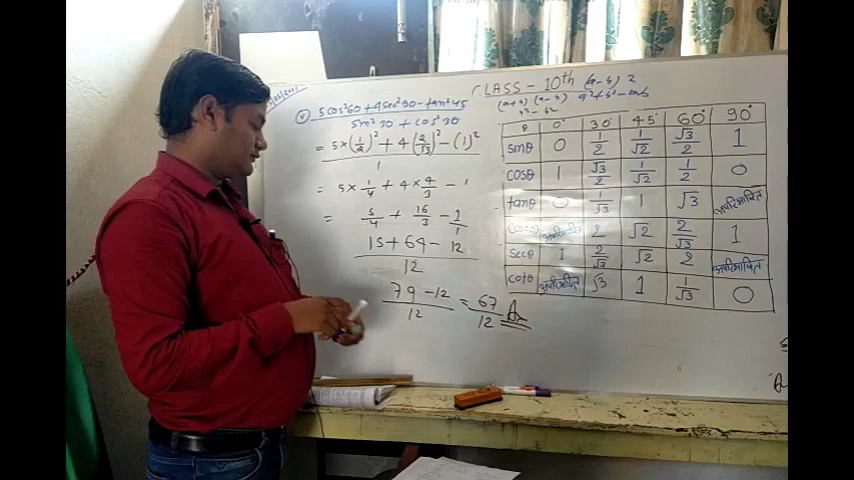 CLASS - 10th (a-b)2
(a+b) (a-b) a²+b²-2ab
a²-b²
(v) 5cos²60 + 4sec²30 - tan²45
sin²30 + cos²30
= 5×(1/2)² + 4(2/√3)² - (1)²
1
= 5× 1/4 + 4× 4/3 - 1
= 5/4 + 16/3 - 1/1
15+64-12
12
79-12
12
= 67/12
θ 0° 30° 45° 60° 90°
sinθ 0 1/2 1/√2 √3/2 1
cosθ 1 √3/2 1/√2 1/2 0
tanθ 0 1/√3 1 √3 अपरिभाषित
cosecθ अपरिभाषित 2 √2 2/√3 1
secθ 1 2/√3 √2 2 अपरिभाषित
cotθ अपरिभाषित √3 1 1/√3 0